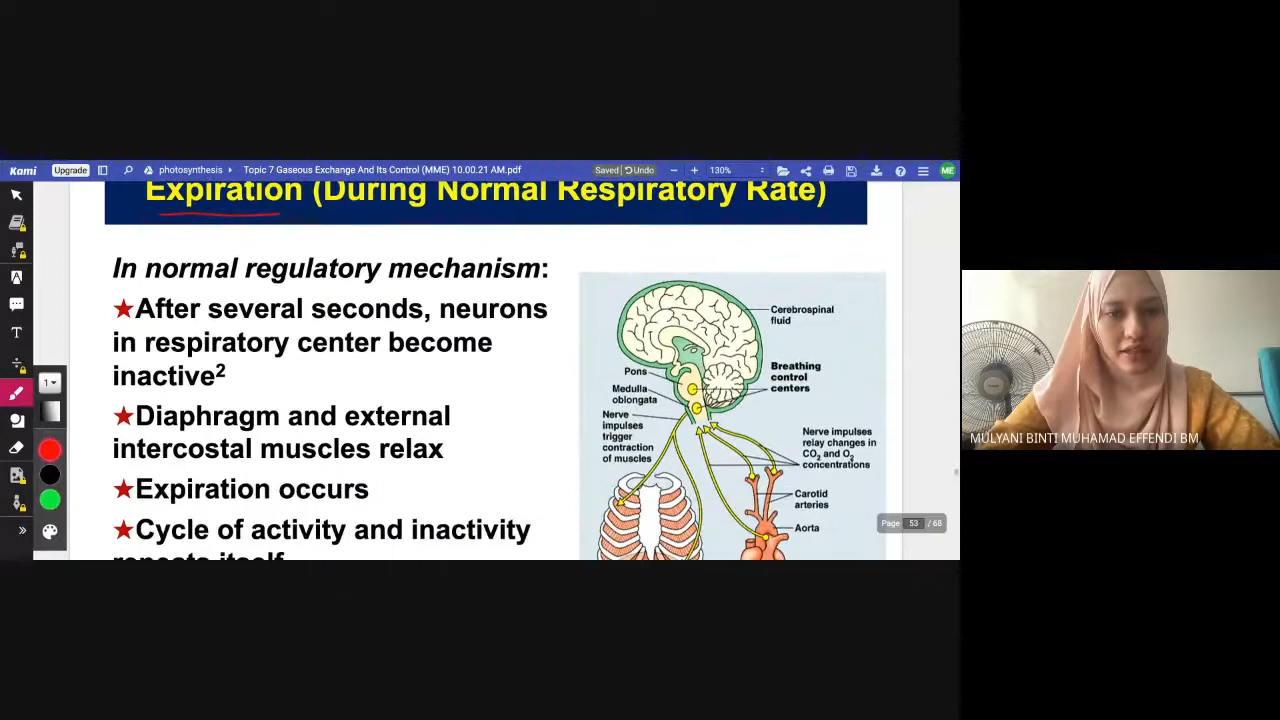 Kami
Upgrade
photosynthesis
Topic 7 Gaseous Exchange And Its Control (MME) 10.00.21 AM.pdf
Saved
Undo
130%
ME
Expiration (During Normal Respiratory Rate)
In normal regulatory mechanism:
★After several seconds, neurons
in respiratory center become
inactive²
★Diaphragm and external
intercostal muscles relax
★Expiration occurs
★Cycle of activity and inactivity
repeats itself
Cerebrospinal
fluid
Pons
Medulla
oblongata
Breathing
control
centers
Nerve
impulses
trigger
contraction
of muscles
Nerve impulses
relay changes in
CO₂ and O₂
concentrations
Carotid
arteries
Aorta
Page 53 / 68
1
T
A
MULYANI BINTI MUHAMAD EFFENDI BM